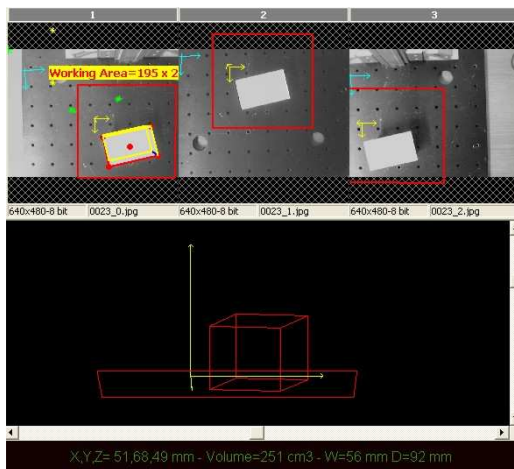 1 2 3
Working Area=195 x 2
640x480-8 bit 0023_0.jpg 640x480-8 bit 0023_1.jpg 640x480-8 bit 0023_2.jpg
X,Y,Z= 51,68,49 mm - Volume=251 cm3 - W=56 mm D=92 mm